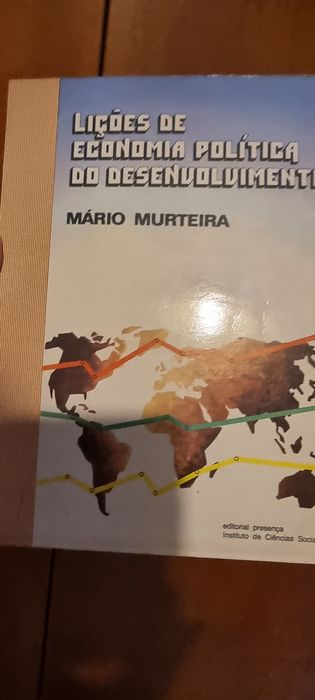 LIÇÕES DE
ECONOMIA POLÍTICA
DO DESENVOLVIMENT
MÁRIO MURTEIRA
editorial presença
Instituto de Ciências Socia